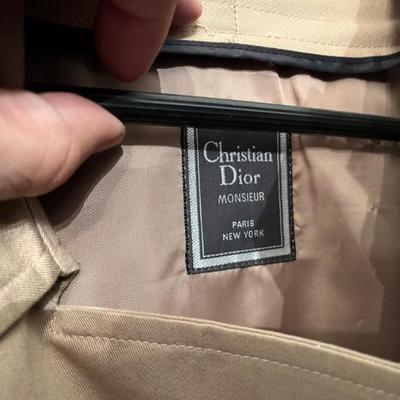 Christian
Dior
MONSIEUR
PARIS
NEW YORK